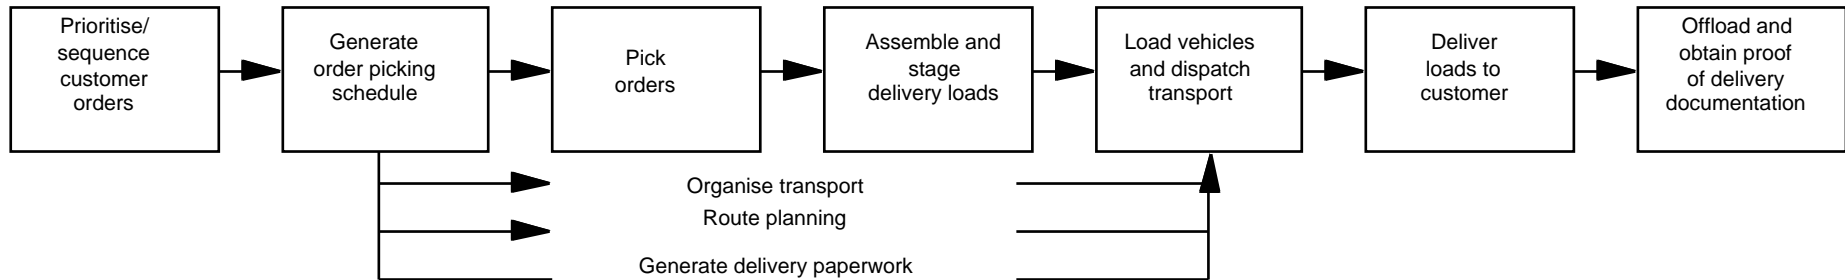 Prioritise/
sequence
customer
orders
Generate
order picking
schedule
Pick
orders
Assemble and
stage
delivery loads
Load vehicles
and dispatch
transport
Deliver
loads to
customer
Offload and
obtain proof
of delivery
documentation
Organise transport
Route planning
Generate delivery paperwork